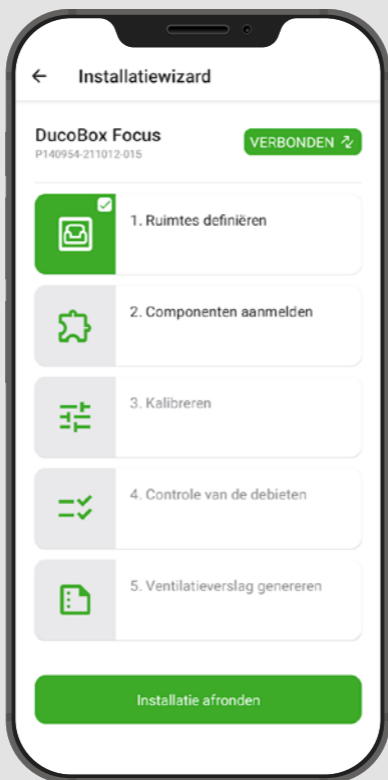 Installatiewizard
DucoBox Focus
VERBONDEN
P140954-211012-015
1. Ruimtes definiëren
2. Componenten aanmelden
3. Kalibreren
4. Controle van de debieten
5. Ventilatieverslag genereren
Installatie afronden